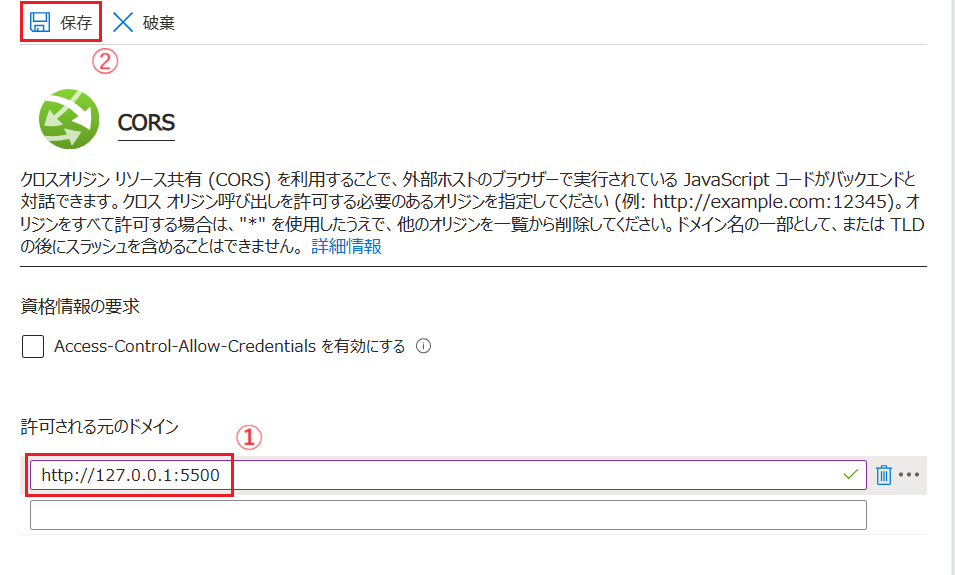 保存 破棄
②
CORS
クロスオリジン リソース共有 (CORS) を利用することで、外部ホストのブラウザーで実行されている JavaScript コードがバックエンドと
対話できます。クロス オリジン呼び出しを許可する必要のあるオリジンを指定してください (例: http://example.com:12345)。オ
リジンをすべて許可する場合は、"*" を使用したうえで、他のオリジンを一覧から削除してください。ドメイン名の一部として、または TLD
の後にスラッシュを含めることはできません。 詳細情報
資格情報の要求
Access-Control-Allow-Credentials を有効にする
許可される元のドメイン
①
http://127.0.0.1:5500